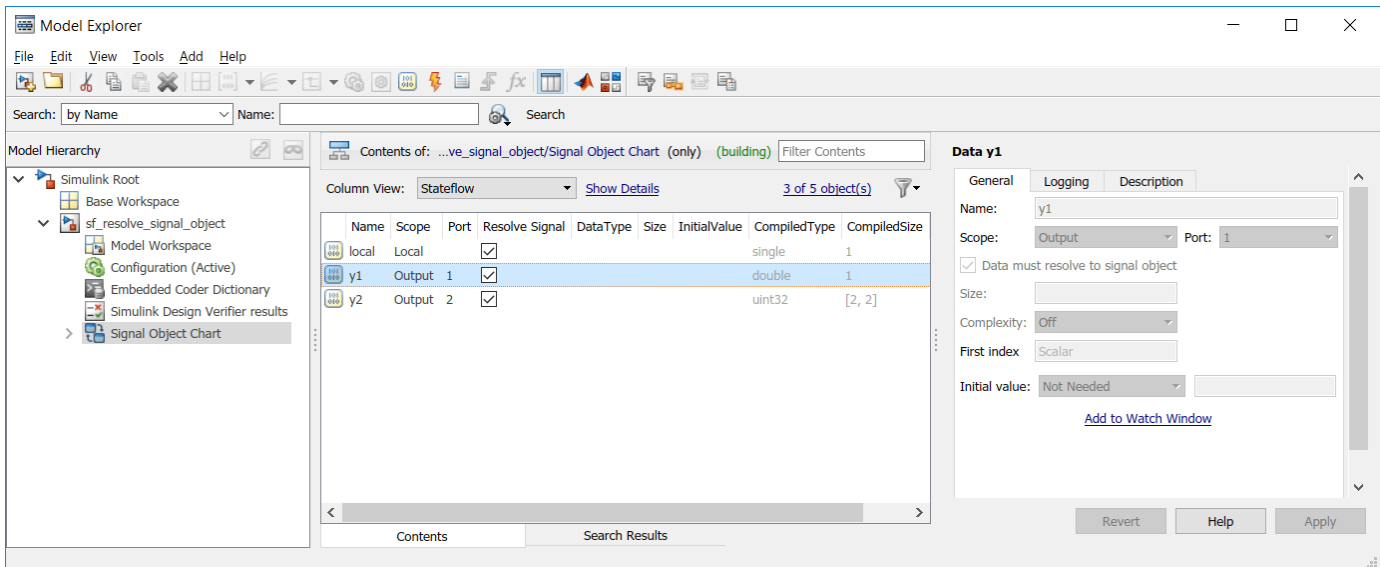 Model Explorer
File Edit View Tools Add Help
Search: by Name Name: Search
Model Hierarchy
Simulink Root
Base Workspace
sf_resolve_signal_object
Model Workspace
Configuration (Active)
Embedded Coder Dictionary
Simulink Design Verifier results
Signal Object Chart
Contents of: ...ve_signal_object/Signal Object Chart (only) (building) Filter Contents
Column View: Stateflow Show Details 3 of 5 object(s)
Name Scope Port Resolve Signal DataType Size InitialValue CompiledType CompiledSize
local Local single 1
y1 Output 1 double 1
y2 Output 2 uint32 [2, 2]
Contents Search Results
Data y1
General Logging Description
Name: y1
Scope: Output Port: 1
Data must resolve to signal object
Size:
Complexity: Off
First index Scalar
Initial value: Not Needed
Add to Watch Window
Revert Help Apply